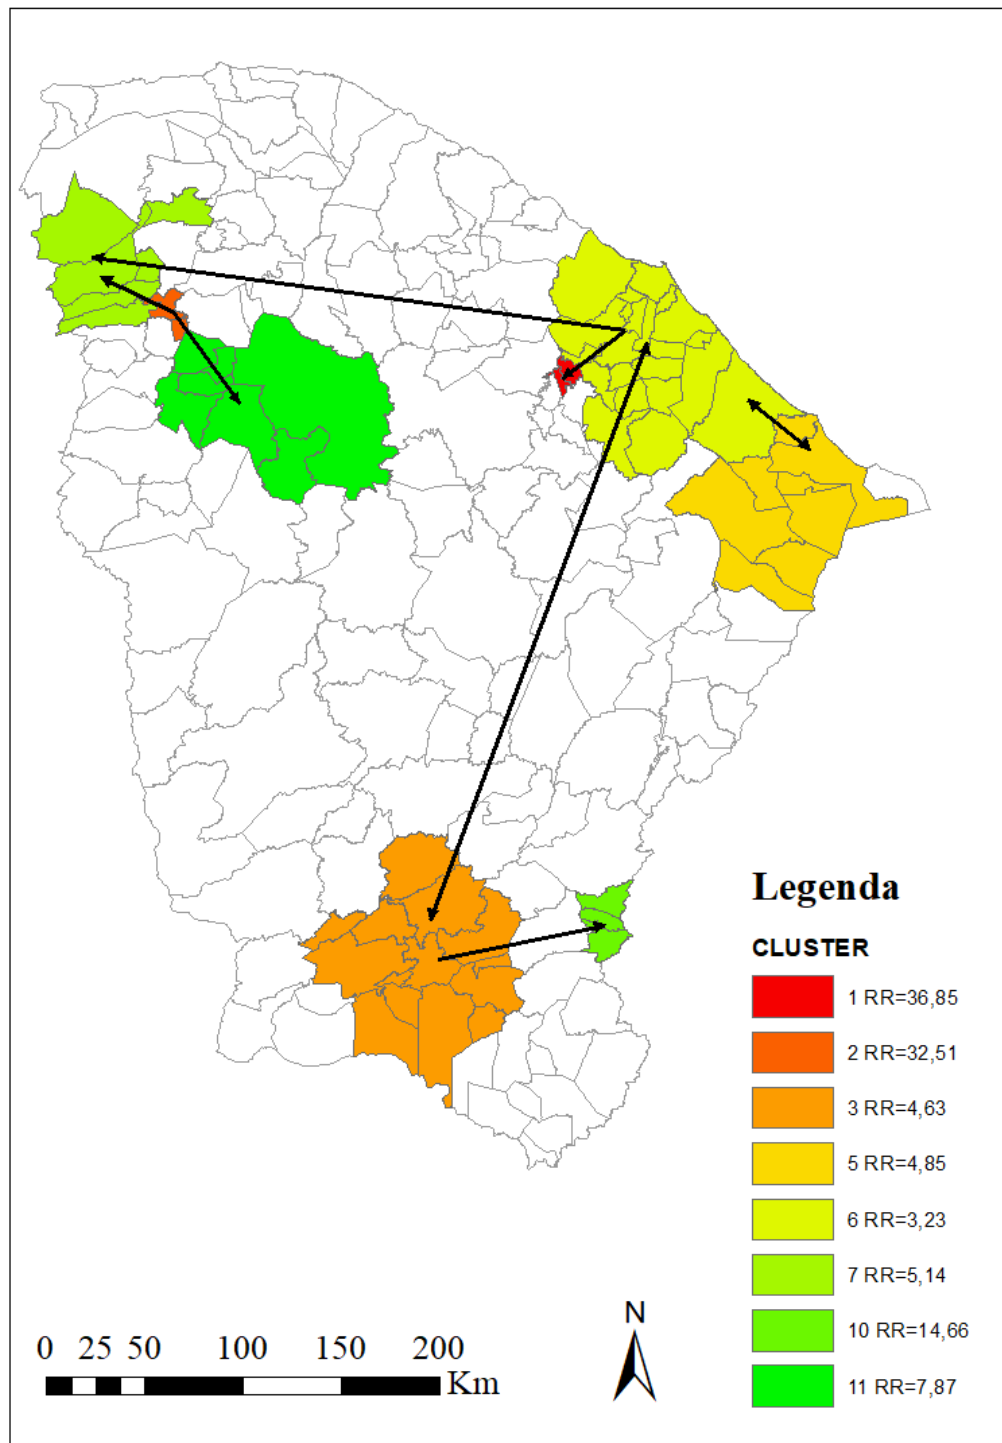 Legenda
CLUSTER
1 RR=36,85
2 RR=32,51
3 RR=4,63
5 RR=4,85
6 RR=3,23
7 RR=5,14
10 RR=14,66
11 RR=7,87
N
0 25 50 100 150 200
Km